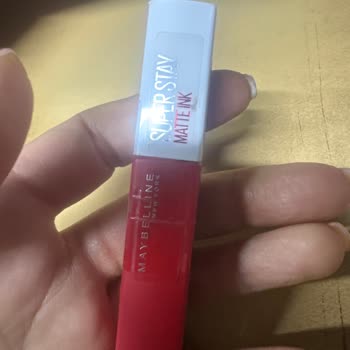 SUPER STAY
MATTE INK
MAYBELLINE
NEW YORK